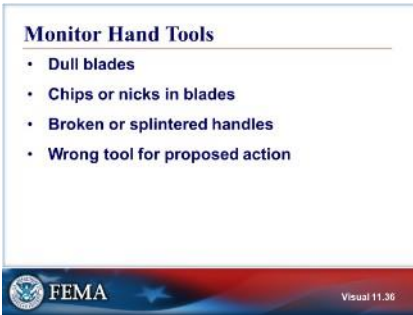 Monitor Hand Tools
• Dull blades
• Chips or nicks in blades
• Broken or splintered handles
• Wrong tool for proposed action
FEMA
Visual 11.36